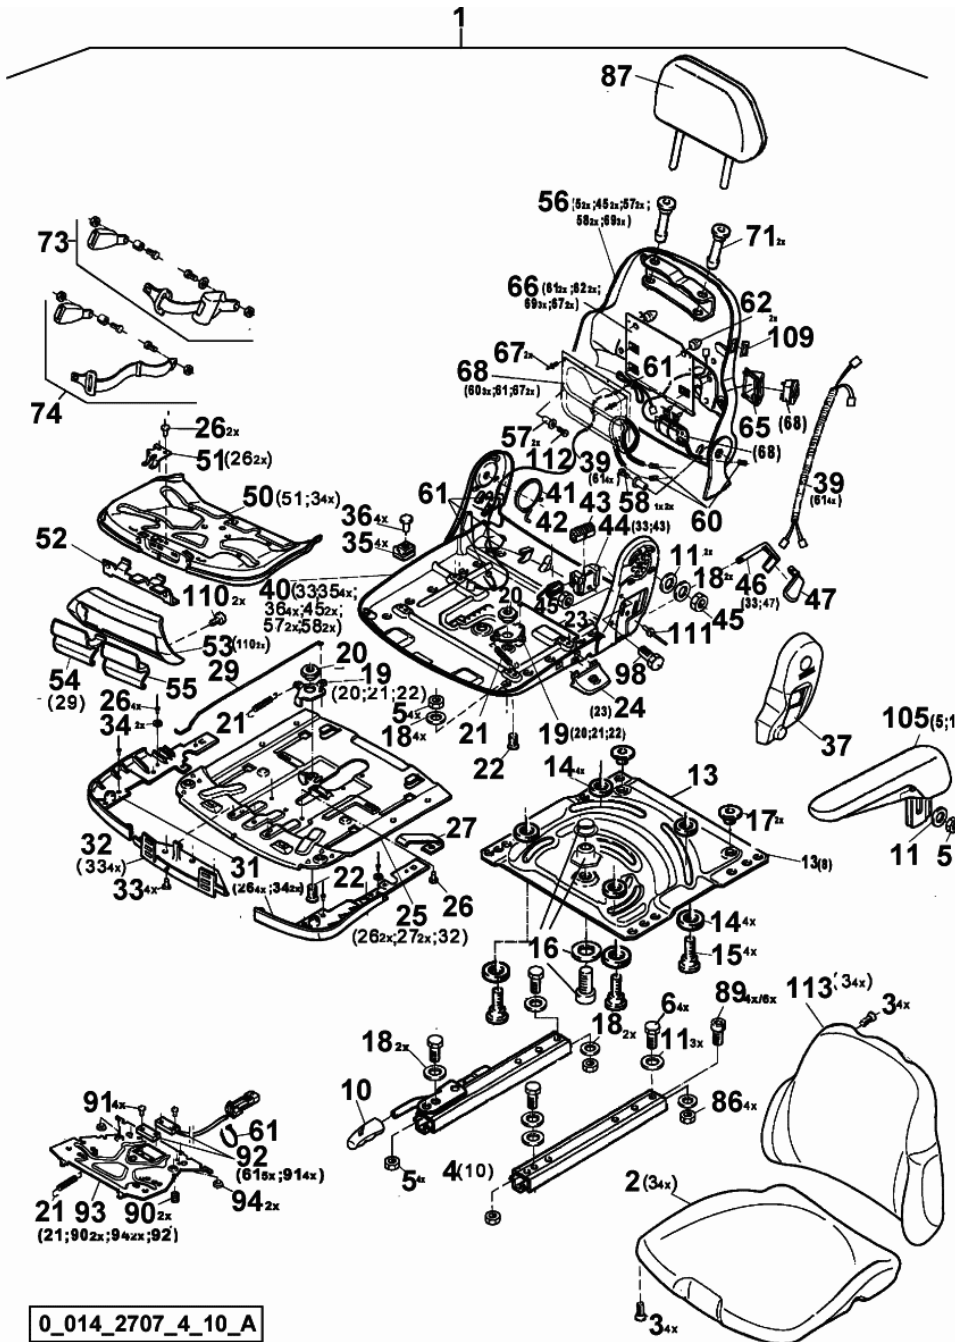 1
87
56 (5 2x; 45 2x; 57 2x;
58 2x; 69 3x)
71 2x
73
66 (61 2x; 62 2x;
69 3x; 67 2x)
62 2x
109
67 2x
68
(60 3x; 61; 67 2x)
61
74
26 2x
65
(68)
51 (26 2x)
57 2x
112
(68)
39
(61 4x)
58 1x 2x
60
39
(61 4x)
50 (51; 3 4x)
61
41
36 4x
42
43
44 (33; 43)
35 4x
52
11 2x
18 2x
46
(33; 47)
47
40 (33; 35 4x;
36 4x; 45 2x;
57 2x; 58 2x)
110 2x
20
45
23
45
111
53 (110 2x)
29
20
98
54
(29)
55
19
(20; 21; 22)
24
(23)
26 4x
34 2x
21
5 4x
18 4x
21
22
19 (20; 21; 22)
37
105 (5; 1
14 4x
13
17 2x
27
11
5
13 (9)
32
(33 4x)
31
(26 4x; 34 2x)
22
26
33 4x
25
(26 2x; 27 2x; 32)
14 4x
16
15 4x
6 4x
89 4x/6x
113 (3 4x)
3 4x
18 2x
18 2x
11 3x
10
91 4x
61
92
(61 5x; 91 4x)
86 4x
5 4x
4 (10)
2 (3 4x)
21 93 90 2x
94 2x
(21; 90 2x; 94 2x; 92)
3 4x
0_014_2707_4_10_A